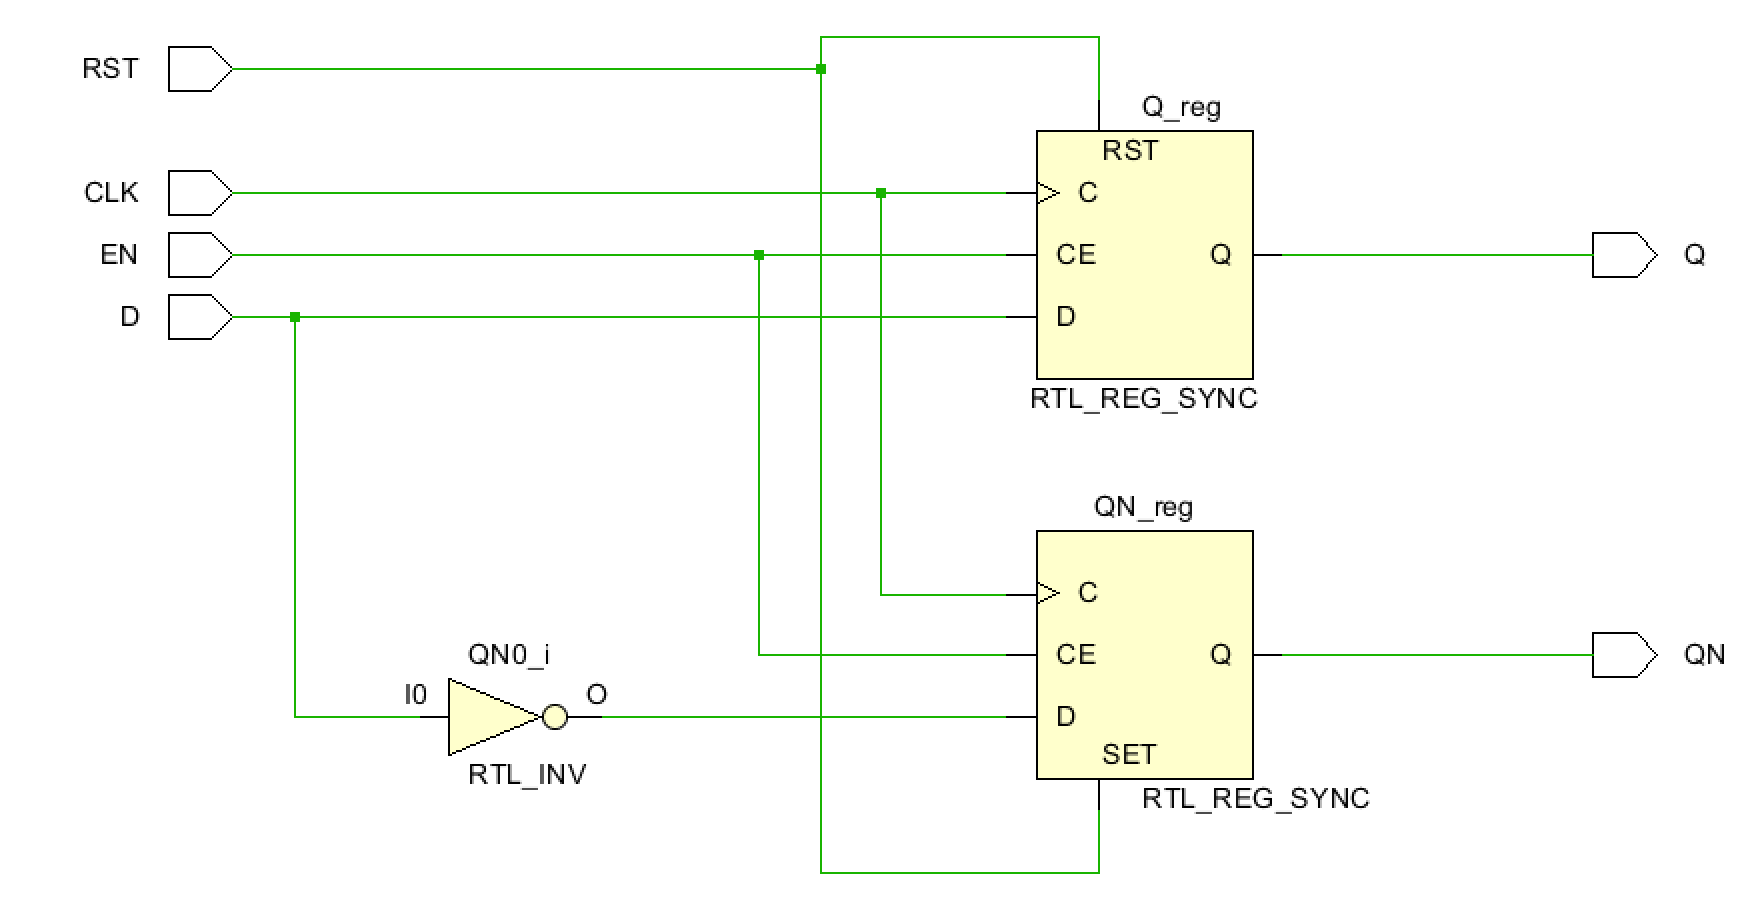 RST
Q_reg
RST
CLK
C
EN
CE
Q
Q
D
D
RTL_REG_SYNC
QN_reg
C
QN0_i
CE
Q
QN
I0
O
D
SET
RTL_INV
RTL_REG_SYNC